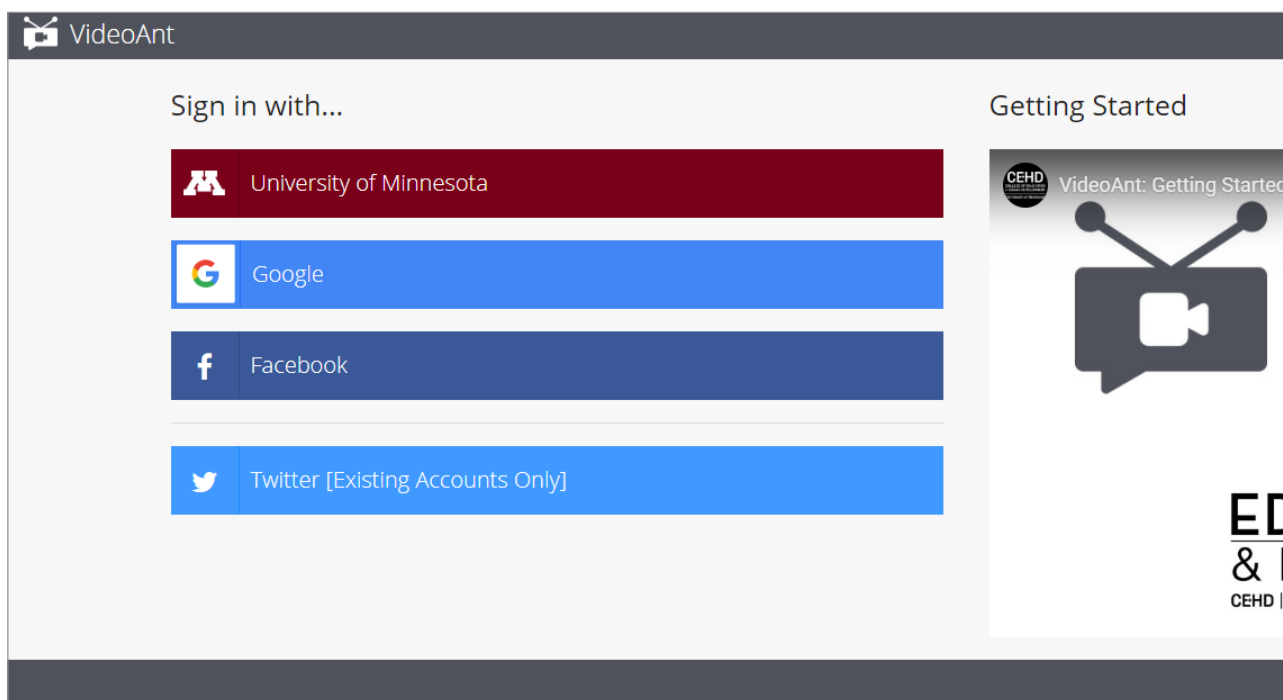 VideoAnt
Sign in with...
University of Minnesota
Google
Facebook
Twitter [Existing Accounts Only]
Getting Started
CEHD
VideoAnt: Getting Started
&
CEHD |